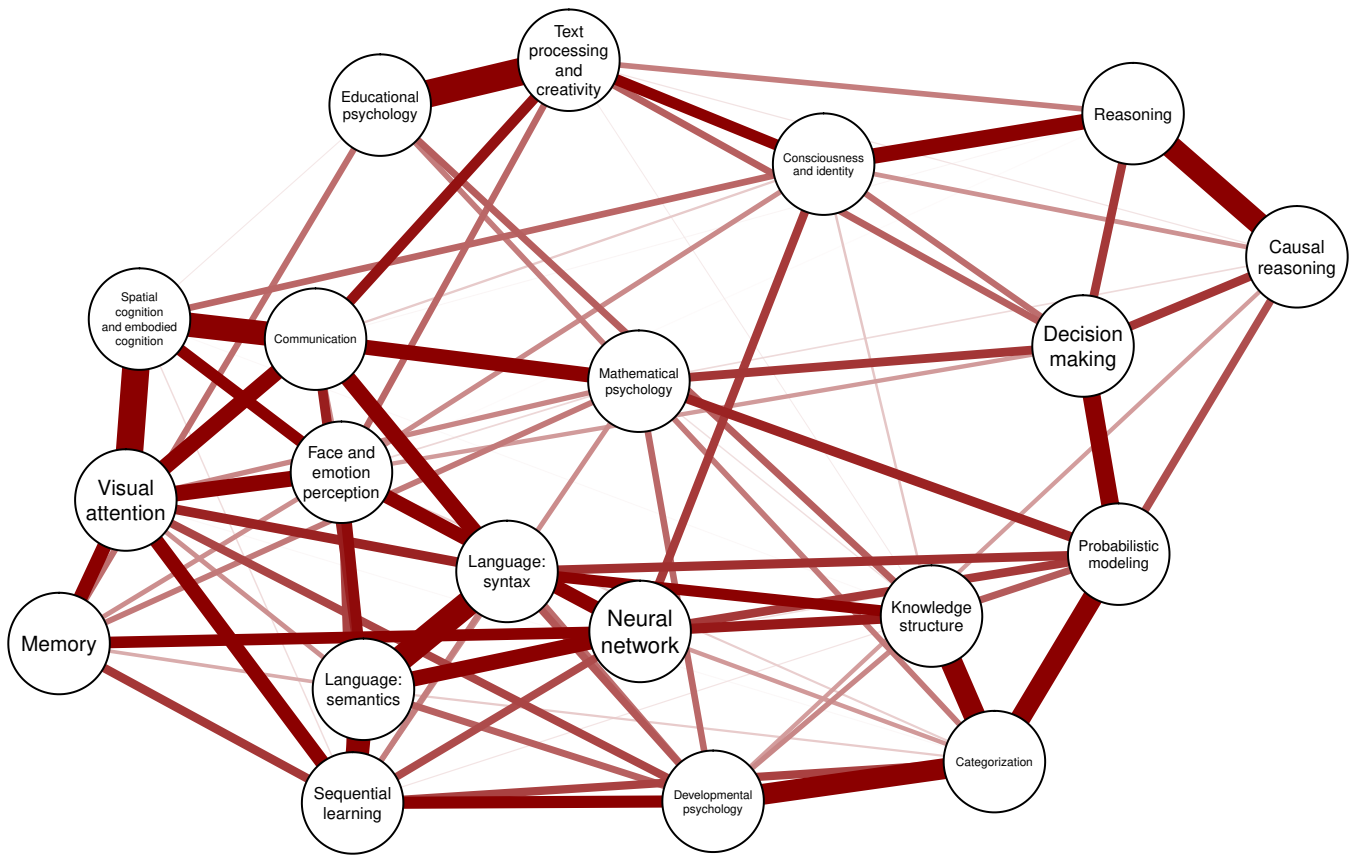 Text
processing
and
creativity
Educational
psychology
Reasoning
Consciousness
and identity
Causal
reasoning
Spatial
cognition
and embodied
cognition
Communication
Decision
making
Mathematical
psychology
Face and
emotion
perception
Visual
attention
Language:
syntax
Probabilistic
modeling
Knowledge
structure
Neural
network
Memory
Language:
semantics
Categorization
Sequential
learning
Developmental
psychology